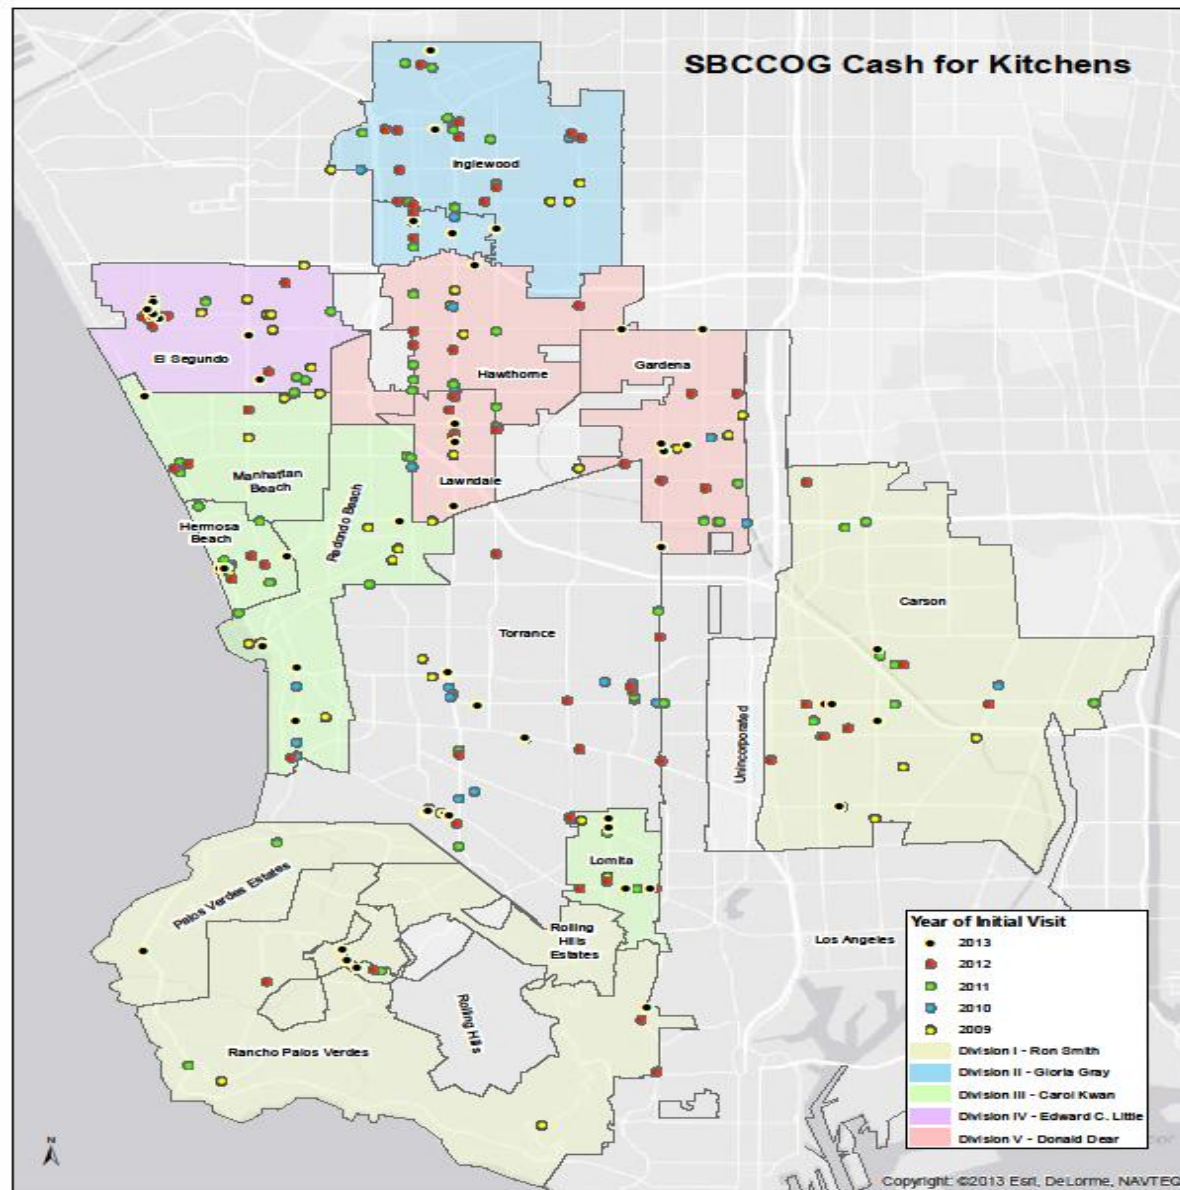 SBCCOG Cash for Kitchens
Inglewood
El Segundo
Hawthorne
Gardena
Manhattan
Beach
Lawndale
Redondo Beach
Hermosa
Beach
Carson
Torrance
Unincorporated
Lomita
Palos Verdes Estates
Rolling
Hills
Estates
Los Angeles
Rolling Hills
Rancho Palos Verdes
Year of Initial Visit
2013
2012
2011
2010
2009
Division I - Ron Smith
Division II - Gloria Gray
Division III - Carol Kwan
Division IV - Edward C. Little
Division V - Donald Dear
N
Copyright: ©2013 Esri, DeLorme, NAVTEQ